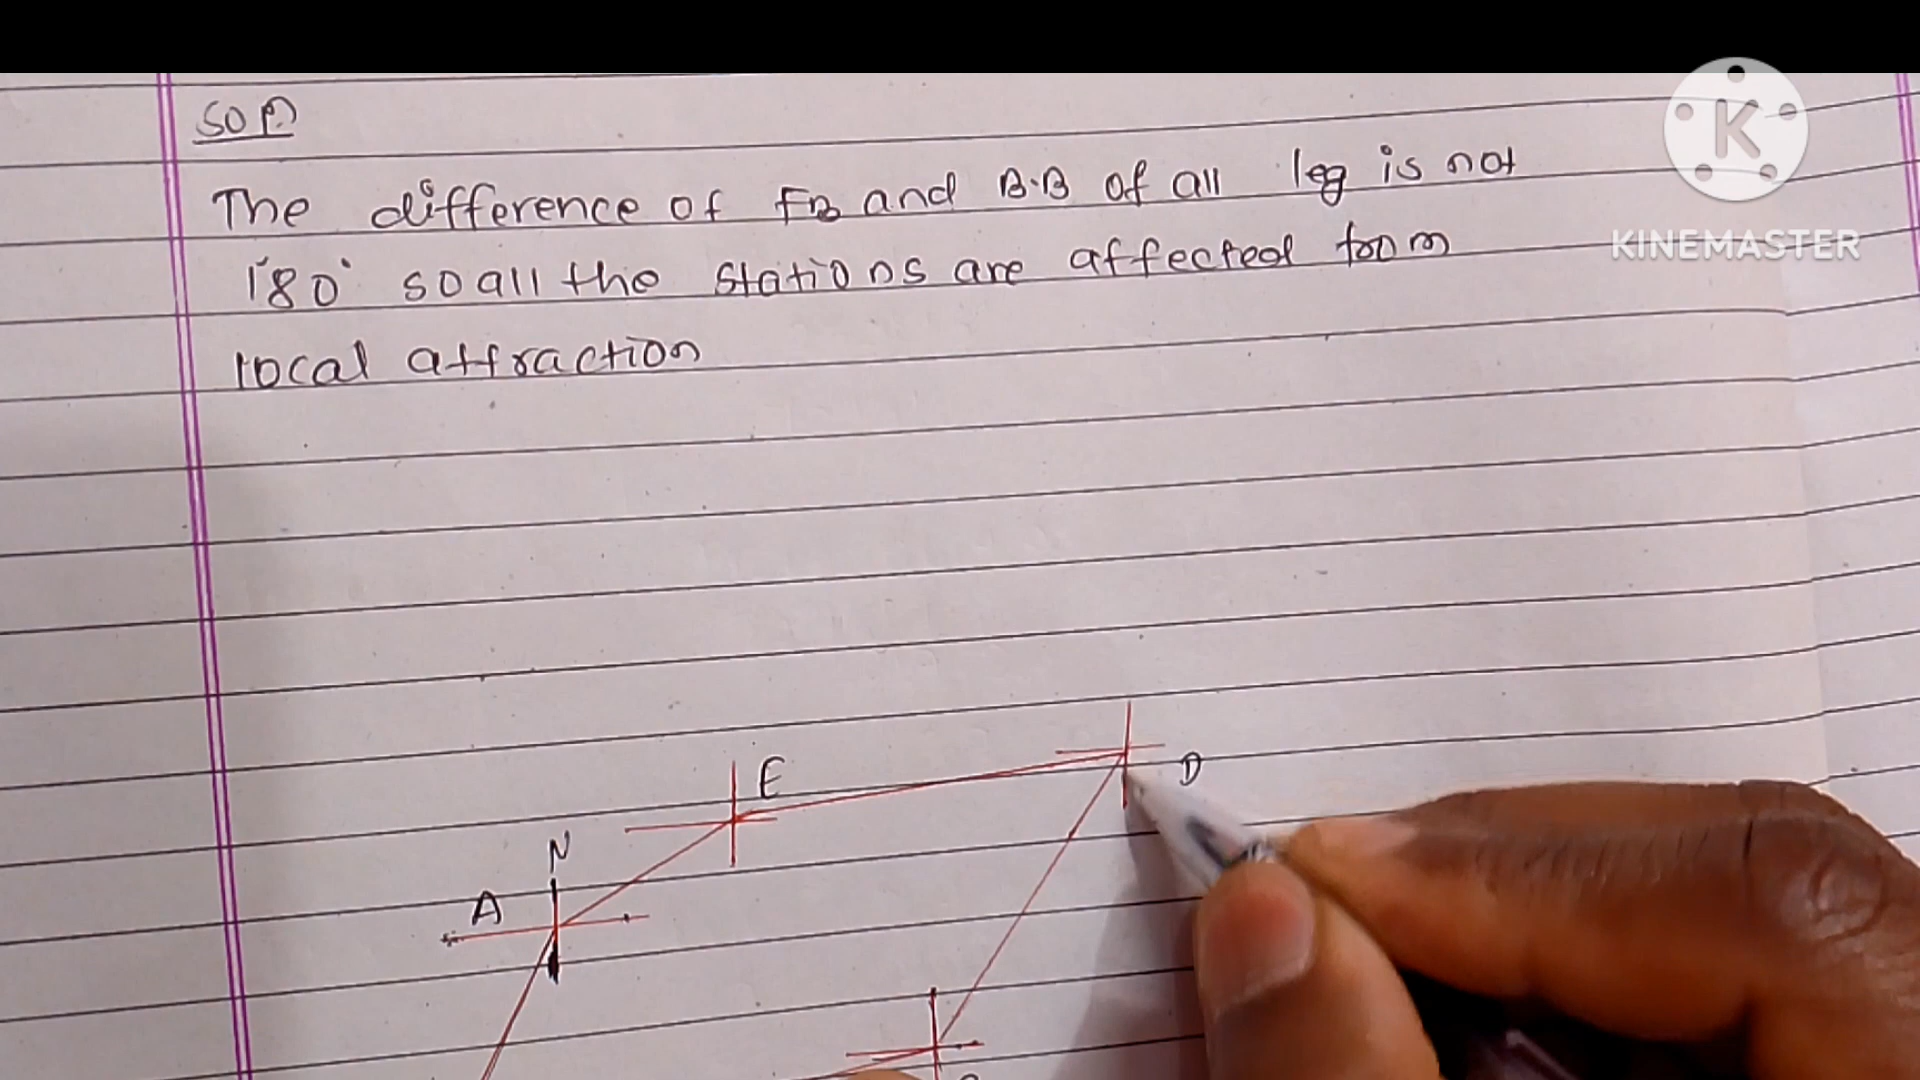 Sol
The difference of FB and B.B of all leg is not
180° so all the stations are affected from
local attraction
K
KINEMASTER
E
D
N
A